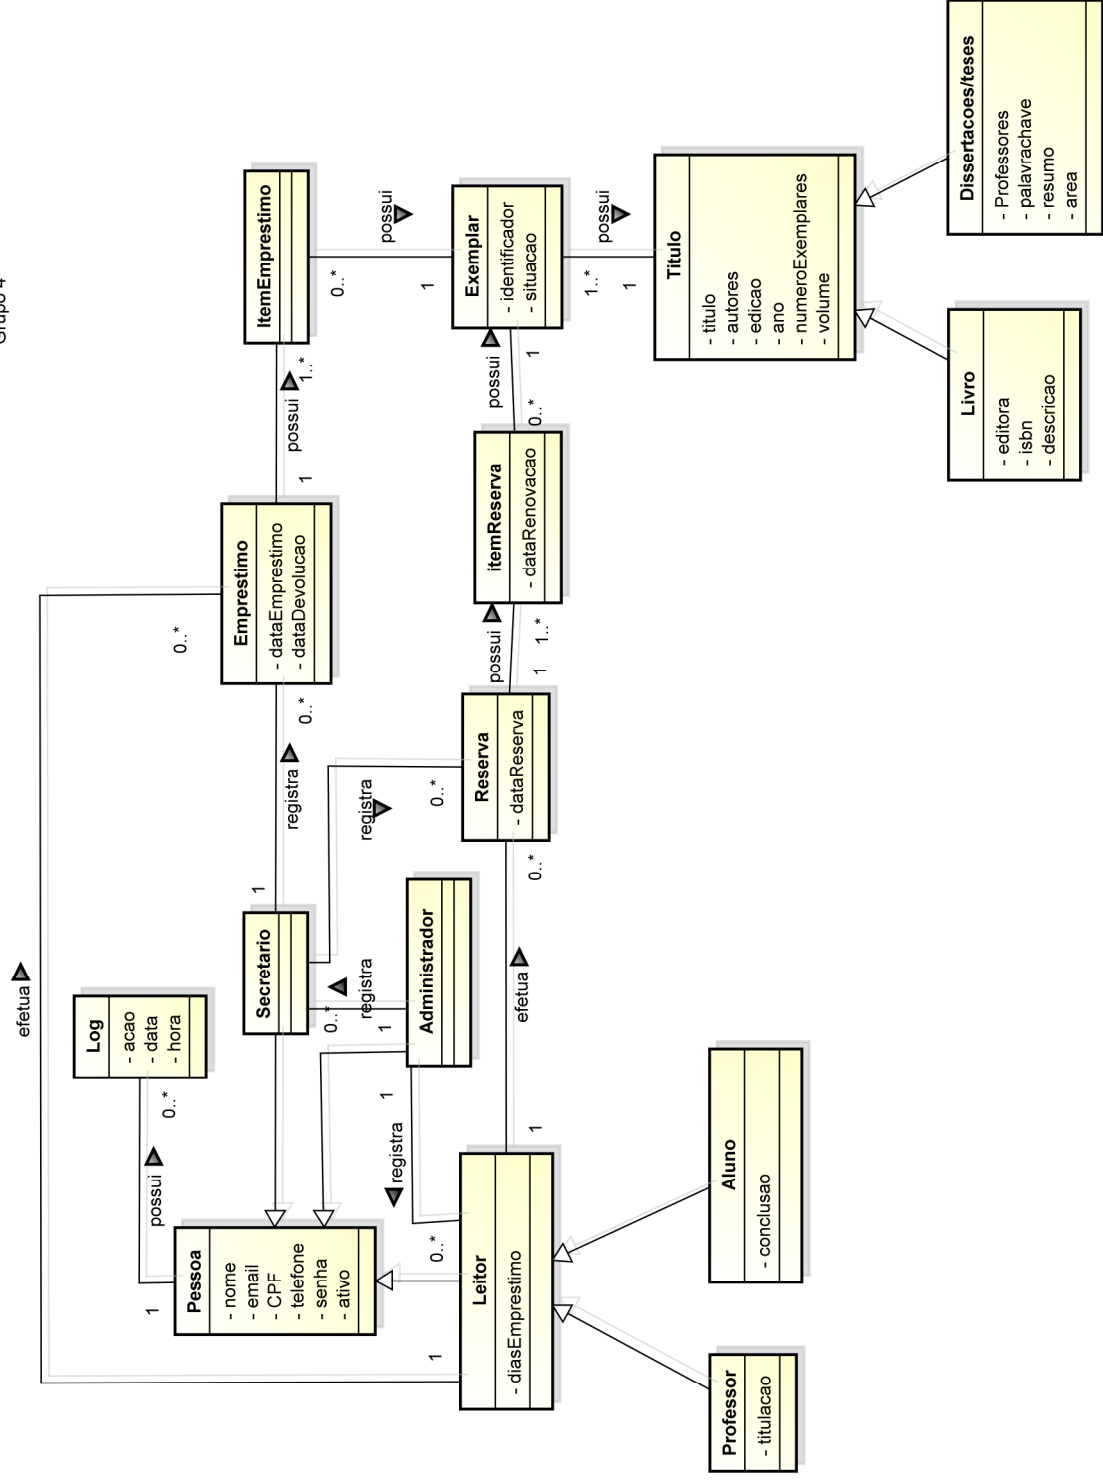 Grupo 4
efetua
Log
- acao
- data
- hora
possui
0..*
1
Pessoa
- nome
- email
- CPF
- telefone
- senha
- ativo
Secretario
1
registra
0..*
Emprestimo
- dataEmprestimo
- dataDevolucao
0..*
1
possui
1..*
ItemEmprestimo
0..*
possui
1
registra
0..*
0..*
registra
1
Administrador
1
registra
0..*
1
Leitor
- diasEmprestimo
1
efetua
0..*
Reserva
- dataReserva
possui
1
1..*
itemReserva
- dataRenovacao
possui
0..*
1
Exemplar
- identificador
- situacao
possui
1..*
1
Titulo
- titulo
- autores
- edicao
- ano
- numeroExemplares
- volume
Professor
- titulacao
Aluno
- conclusao
Livro
- editora
- isbn
- descricao
Dissertacoes/teses
- Professores
- palavrachave
- resumo
- area